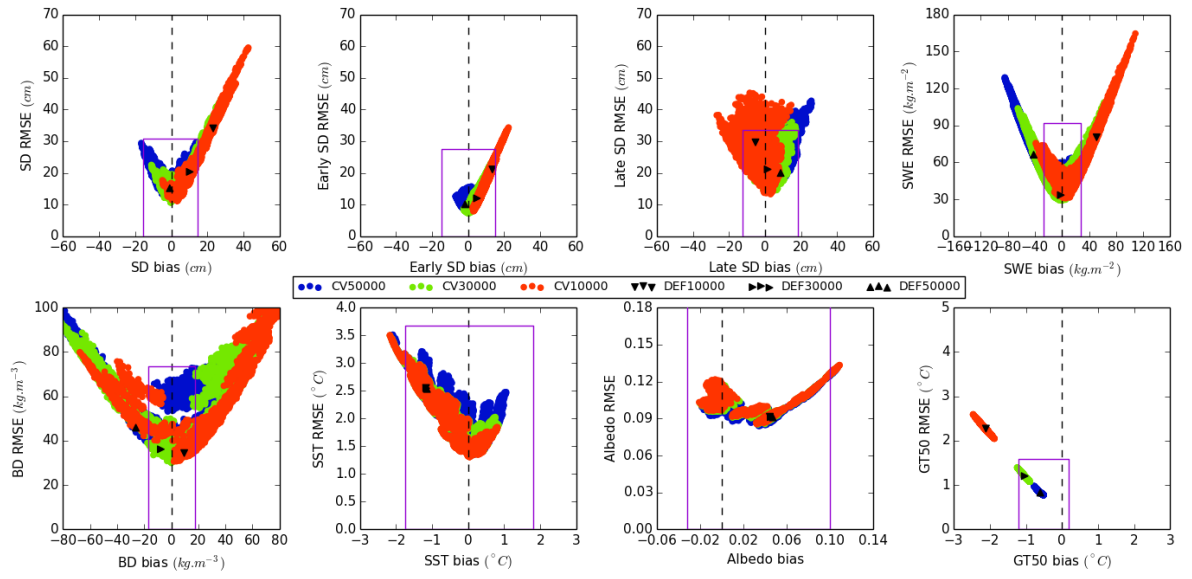 SD RMSE (cm)
70
60
50
40
30
20
10
0
−60 −40 −20 0 20 40 60
SD bias (cm)
Early SD RMSE (cm)
70
60
50
40
30
20
10
0
−60 −40 −20 0 20 40 60
Early SD bias (cm)
Late SD RMSE (cm)
70
60
50
40
30
20
10
0
−60 −40 −20 0 20 40 60
Late SD bias (cm)
SWE RMSE (kg.m−2)
180
150
120
90
60
30
0
−160 −120 −80 −40 0 40 80 120 160
SWE bias (kg.m−2)
CV50000 CV30000 CV10000 DEF10000 DEF30000 DEF50000
BD RMSE (kg.m−3)
100
80
60
40
20
0
−80 −60 −40 −20 0 20 40 60 80
BD bias (kg.m−3)
SST RMSE (°C)
4.0
3.5
3.0
2.5
2.0
1.5
1.0
0.5
0.0
−3 −2 −1 0 1 2 3
SST bias (°C)
Albedo RMSE
0.18
0.15
0.12
0.09
0.06
0.03
0.00
−0.06 −0.02 0.02 0.06 0.10 0.14
Albedo bias
GT50 RMSE (°C)
5
4
3
2
1
0
−3 −2 −1 0 1 2 3
GT50 bias (°C)